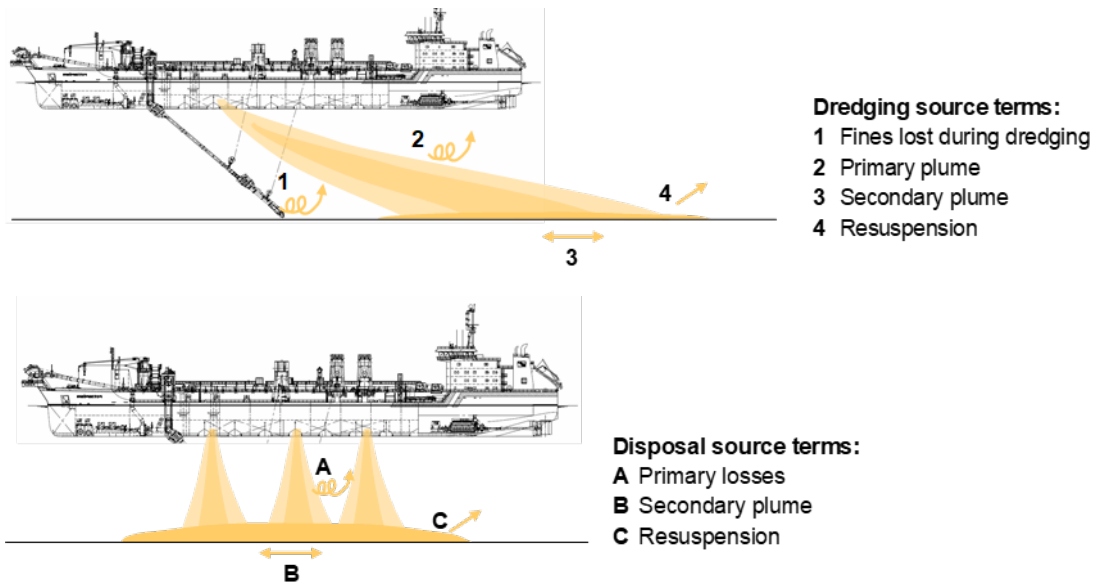 1
2
3
4
Dredging source terms:
1 Fines lost during dredging
2 Primary plume
3 Secondary plume
4 Resuspension
A
B
C
Disposal source terms:
A Primary losses
B Secondary plume
C Resuspension